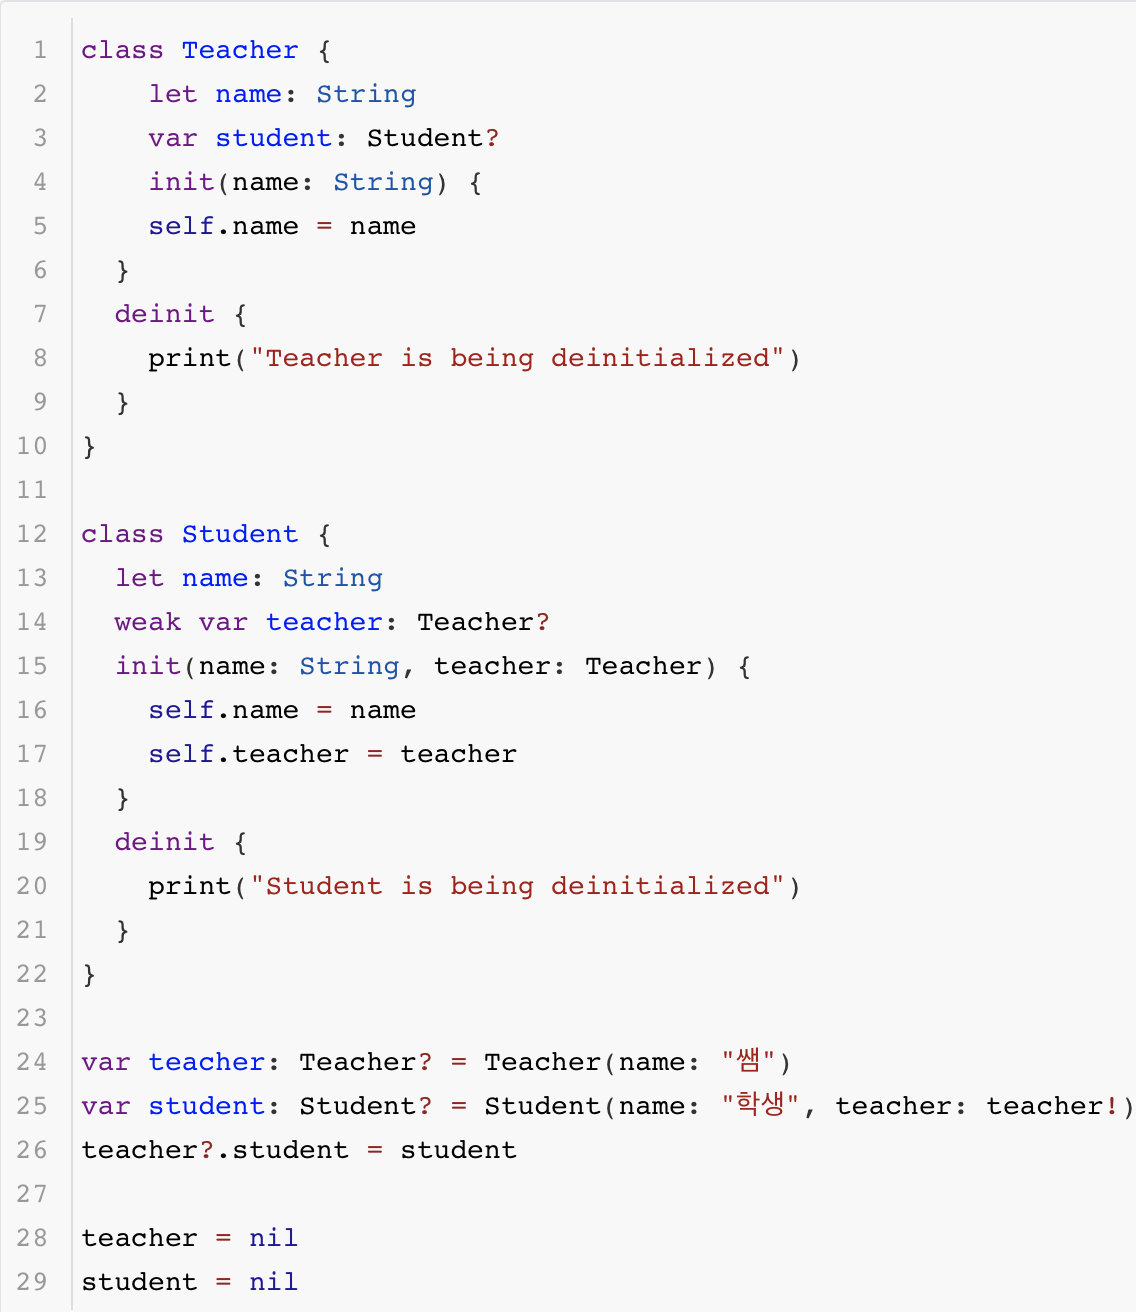 1 class Teacher {
2     let name: String
3     var student: Student?
4     init(name: String) {
5     self.name = name
6   }
7   deinit {
8     print("Teacher is being deinitialized")
9   }
10 }
11
12 class Student {
13   let name: String
14   weak var teacher: Teacher?
15   init(name: String, teacher: Teacher) {
16     self.name = name
17     self.teacher = teacher
18   }
19   deinit {
20     print("Student is being deinitialized")
21   }
22 }
23
24 var teacher: Teacher? = Teacher(name: "쌤")
25 var student: Student? = Student(name: "학생", teacher: teacher!)
26 teacher?.student = student
27
28 teacher = nil
29 student = nil